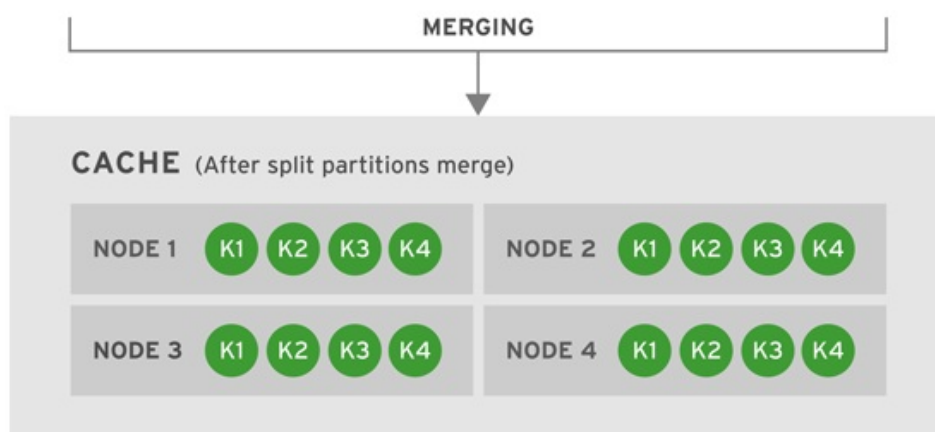 MERGING
CACHE (After split partitions merge)
NODE 1 K1 K2 K3 K4
NODE 2 K1 K2 K3 K4
NODE 3 K1 K2 K3 K4
NODE 4 K1 K2 K3 K4